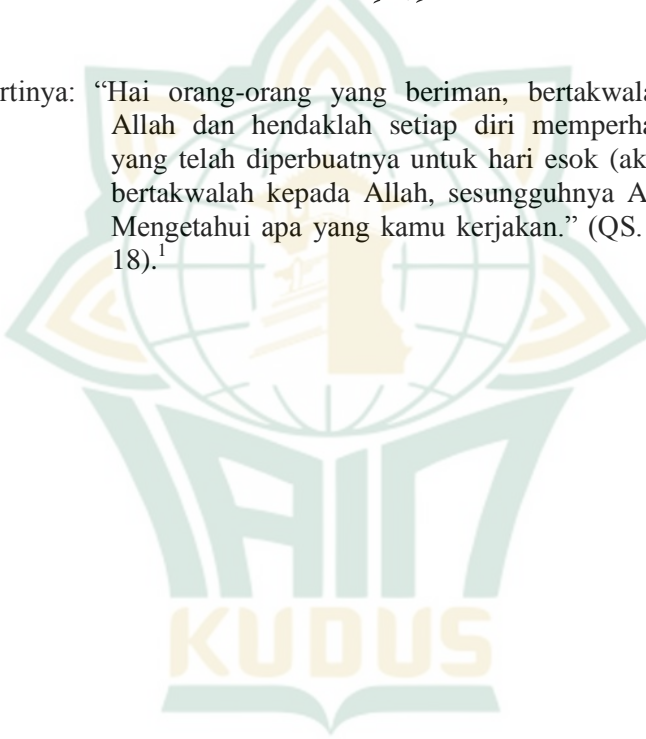 rtinya: “Hai orang-orang yang beriman, bertakwala
Allah dan hendaklah setiap diri memperha
yang telah diperbuatnya untuk hari esok (ak
bertakwalah kepada Allah, sesungguhnya A
Mengetahui apa yang kamu kerjakan.” (QS.
18).¹
IAIN
KUDUS